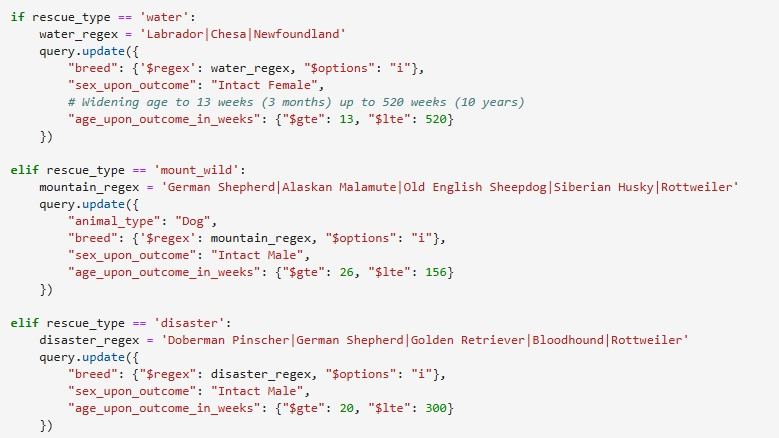 if rescue_type == 'water':
    water_regex = 'Labrador|Chesa|Newfoundland'
    query.update({
        "breed": {'$regex': water_regex, "$options": "i"},
        "sex_upon_outcome": "Intact Female",
        # Widening age to 13 weeks (3 months) up to 520 weeks (10 years)
        "age_upon_outcome_in_weeks": {"$gte": 13, "$lte": 520}
    })

elif rescue_type == 'mount_wild':
    mountain_regex = 'German Shepherd|Alaskan Malamute|Old English Sheepdog|Siberian Husky|Rottweiler'
    query.update({
        "animal_type": "Dog",
        "breed": {'$regex': mountain_regex, "$options": "i"},
        "sex_upon_outcome": "Intact Male",
        "age_upon_outcome_in_weeks": {"$gte": 26, "$lte": 156}
    })

elif rescue_type == 'disaster':
    disaster_regex = 'Doberman Pinscher|German Shepherd|Golden Retriever|Bloodhound|Rottweiler'
    query.update({
        "breed": {"$regex": disaster_regex, "$options": "i"},
        "sex_upon_outcome": "Intact Male",
        "age_upon_outcome_in_weeks": {"$gte": 20, "$lte": 300}
    })